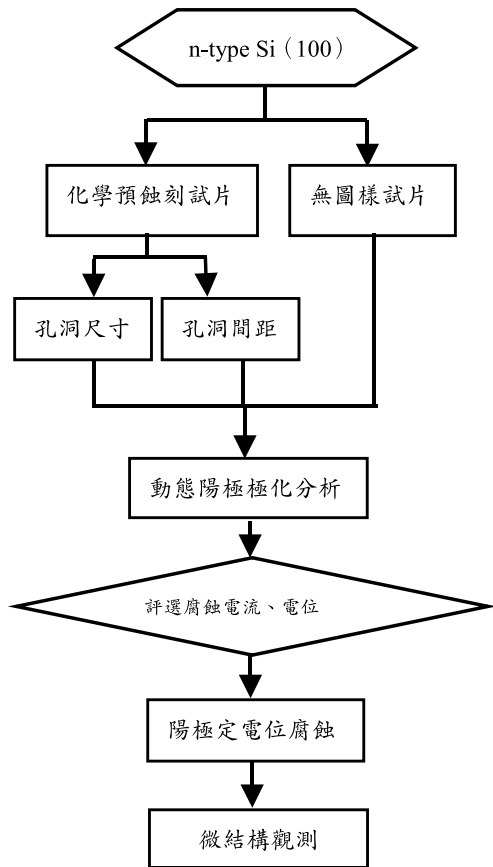 n-type Si（100）
化學預蝕刻試片
無圖樣試片
孔洞尺寸
孔洞間距
動態陽極極化分析
評選腐蝕電流、電位
陽極定電位腐蝕
微結構觀測